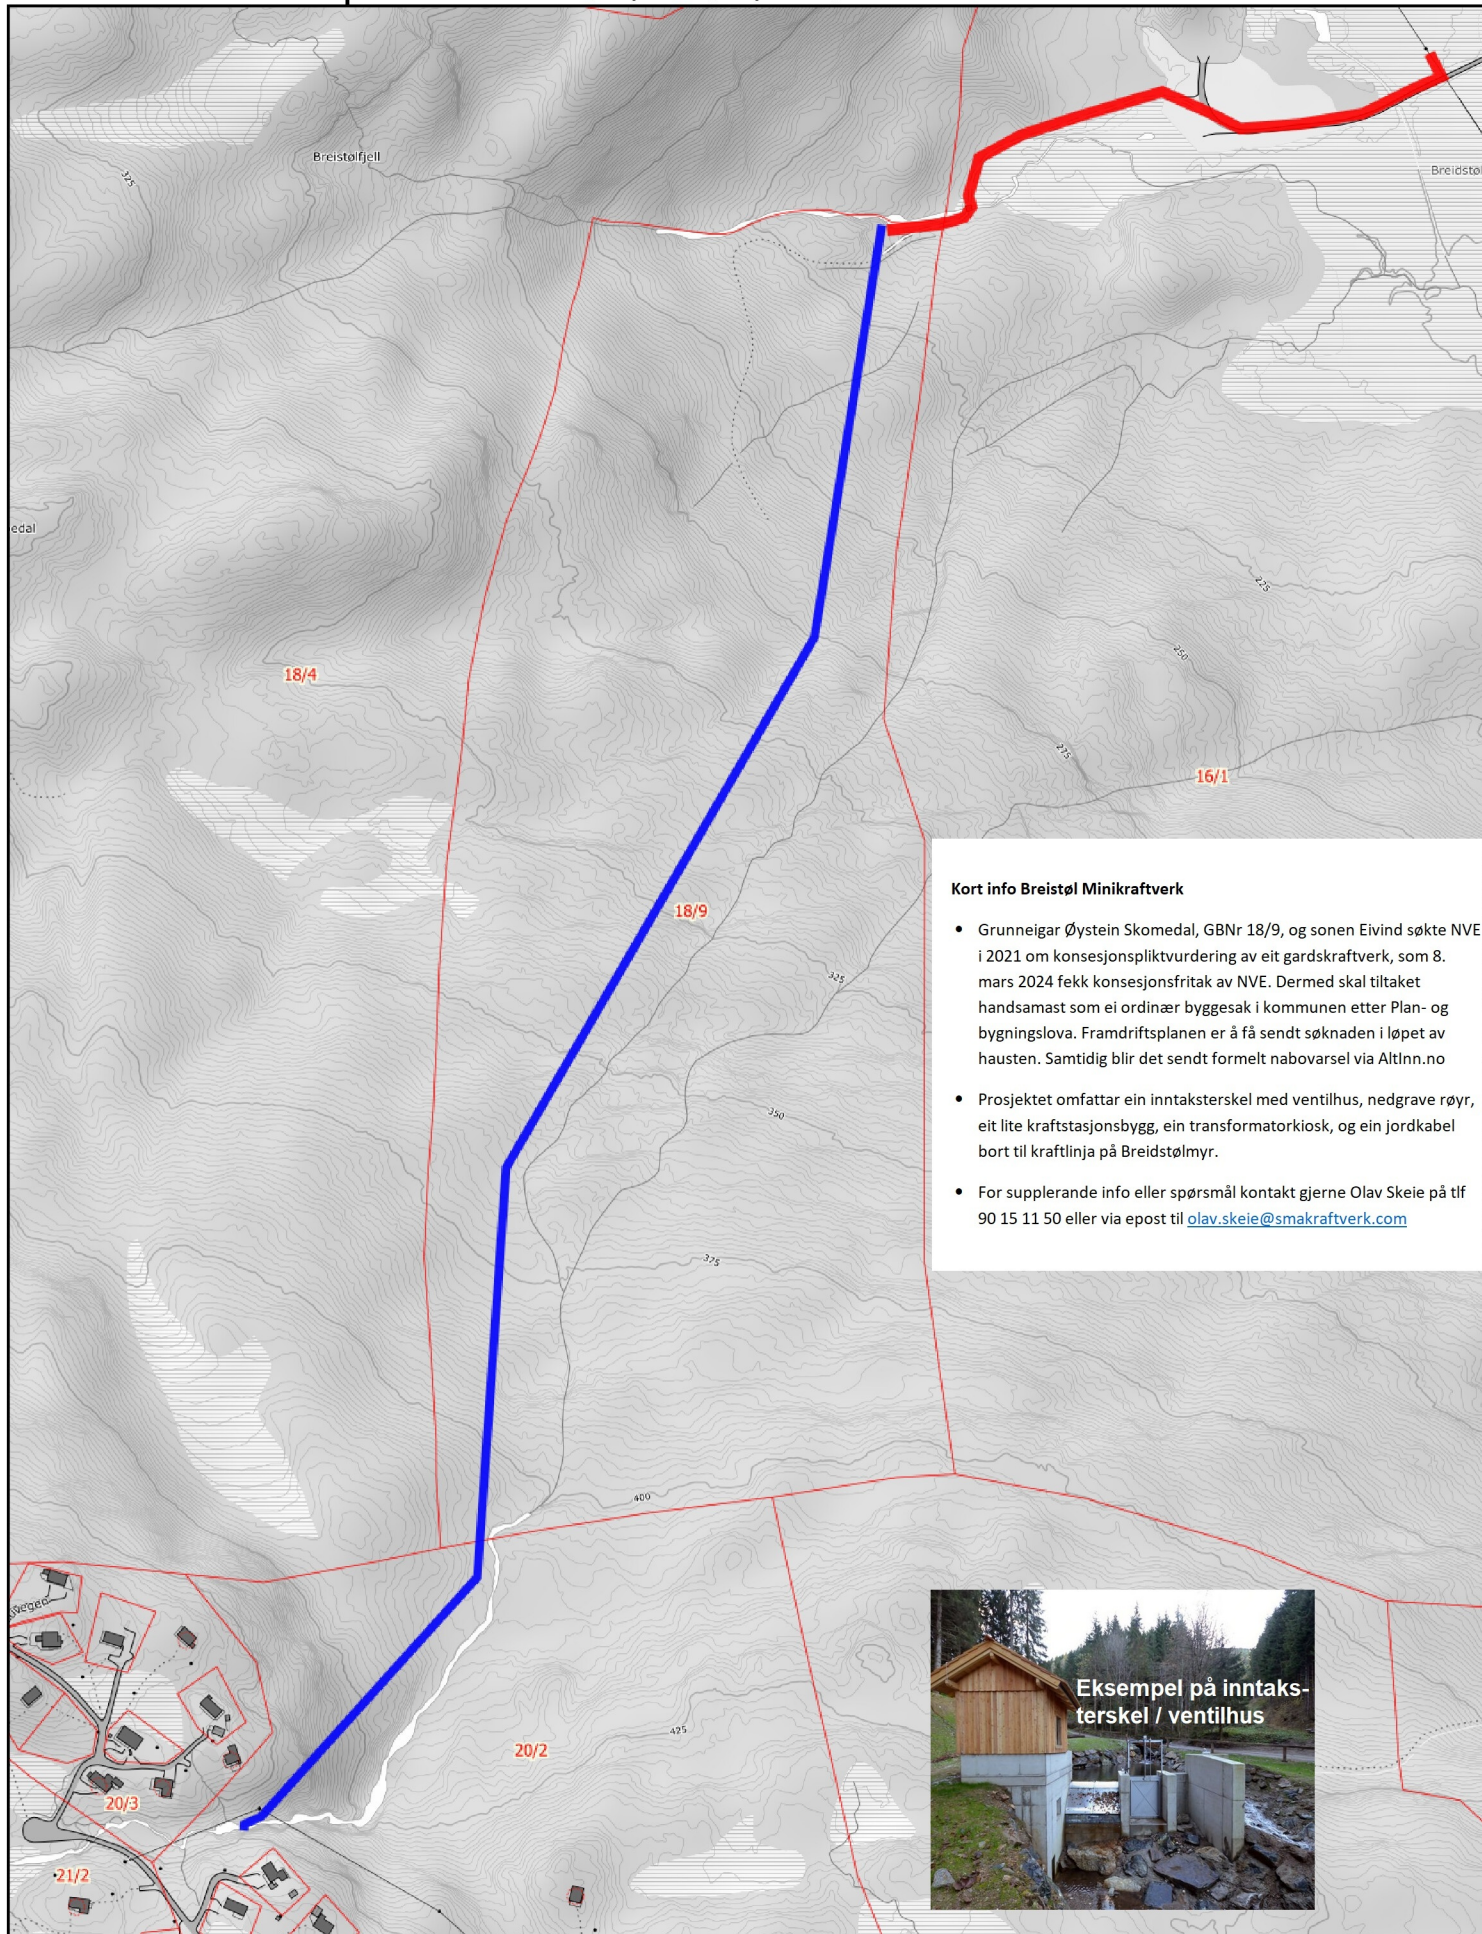 Breistølfjell
325
Breidstøl
edal
225
250
18/4
275
16/1
18/9
325
350
375
400
Kort info Breistøl Minikraftverk
• Grunneigar Øystein Skomedal, GBNr 18/9, og sonen Eivind søkte NVE
i 2021 om konsesjonspliktvurdering av eit gardskraftverk, som 8.
mars 2024 fekk konsesjonsfritak av NVE. Dermed skal tiltaket
handsamast som ei ordinær byggesak i kommunen etter Plan- og
bygningslova. Framdriftsplanen er å få sendt søknaden i løpet av
hausten. Samtidig blir det sendt formelt nabovarsel via AltInn.no
• Prosjektet omfattar ein inntaksterskel med ventilhus, nedgrave røyr,
eit lite kraftstasjonsbygg, ein transformatorkiosk, og ein jordkabel
bort til kraftlinja på Breidstølmyr.
• For supplerande info eller spørsmål kontakt gjerne Olav Skeie på tlf
90 15 11 50 eller via epost til olav.skeie@smakraftverk.com
vegen
Eksempel på inntaks-
terskel / ventilhus
425
20/2
20/3
21/2